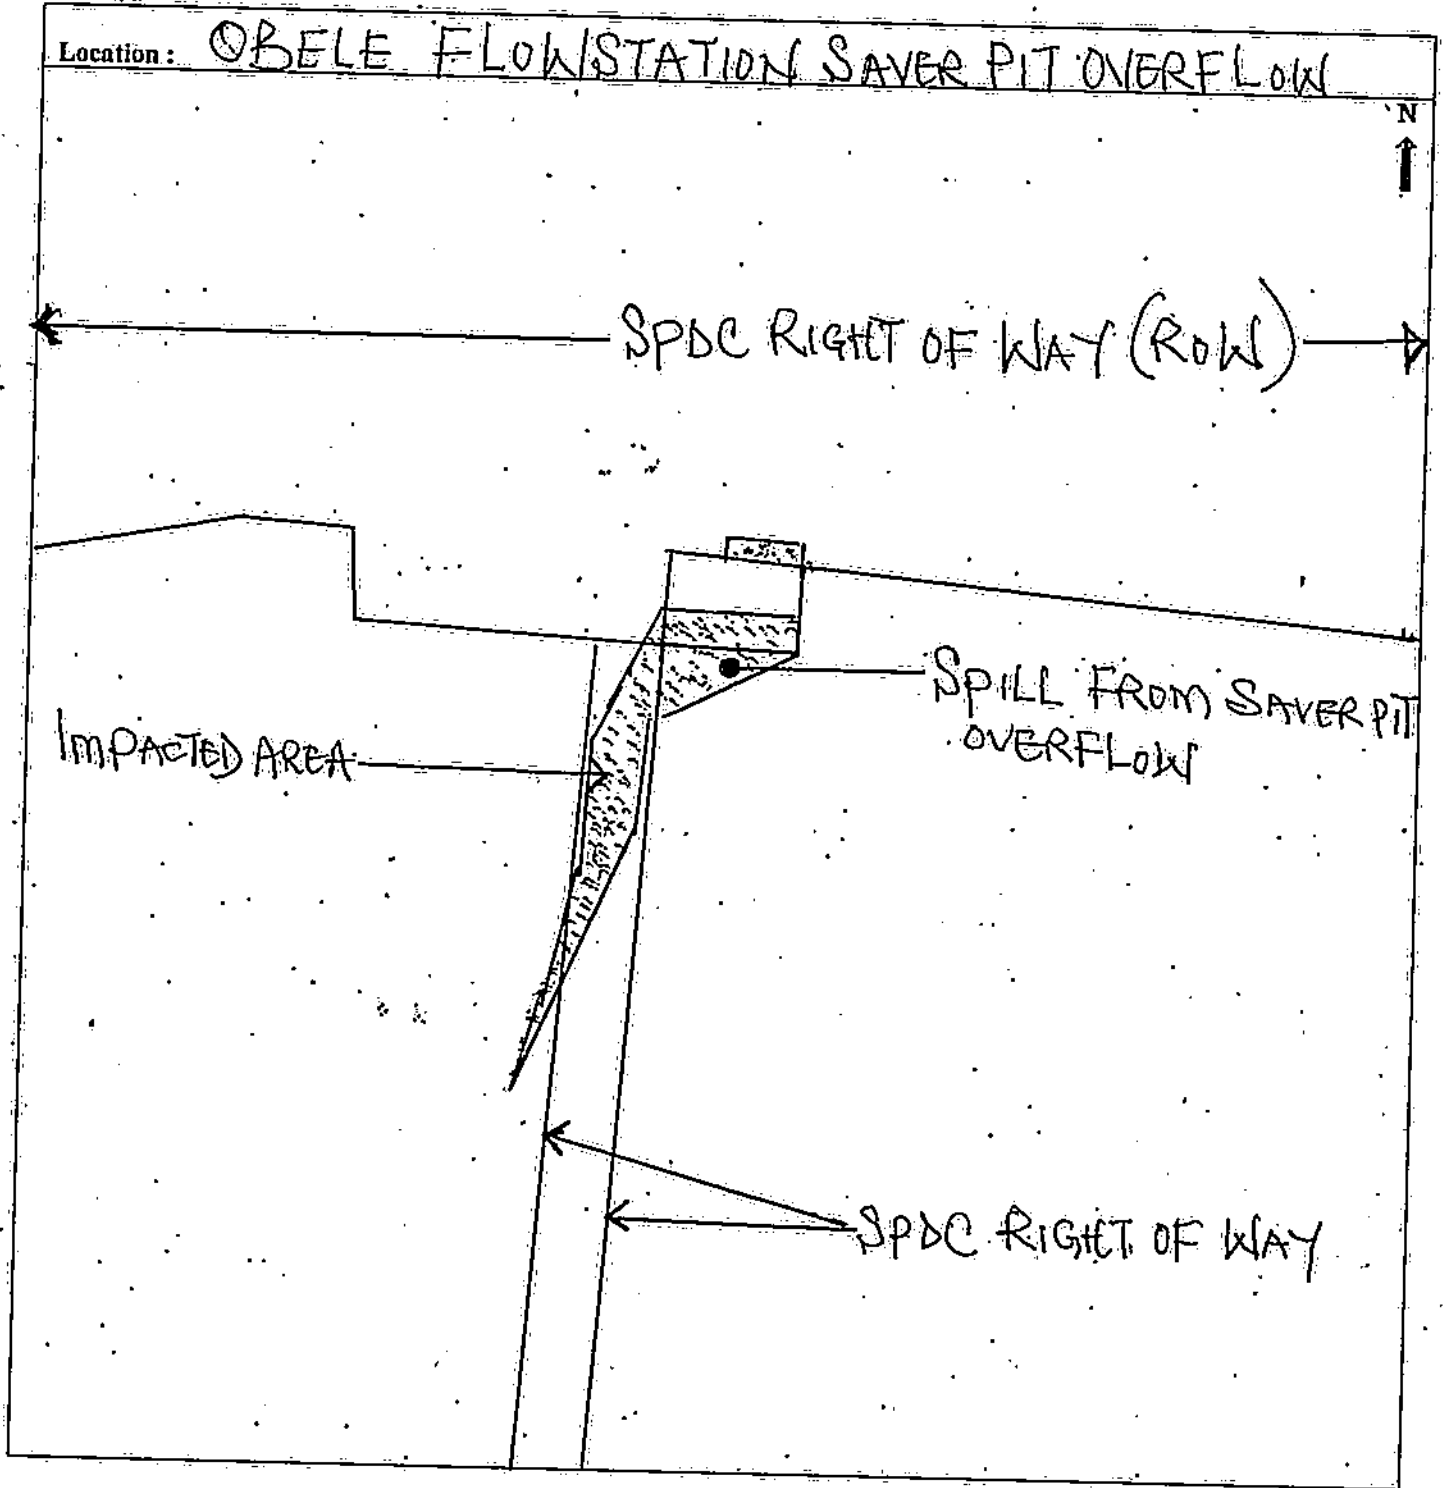 Location: OBELE FLOWSTATION SAVER PIT OVERFLOW
N
SPDC RIGHT OF WAY (ROW)
SPILL FROM SAVER PIT
OVERFLOW
IMPACTED AREA
SPDC RIGHT OF WAY